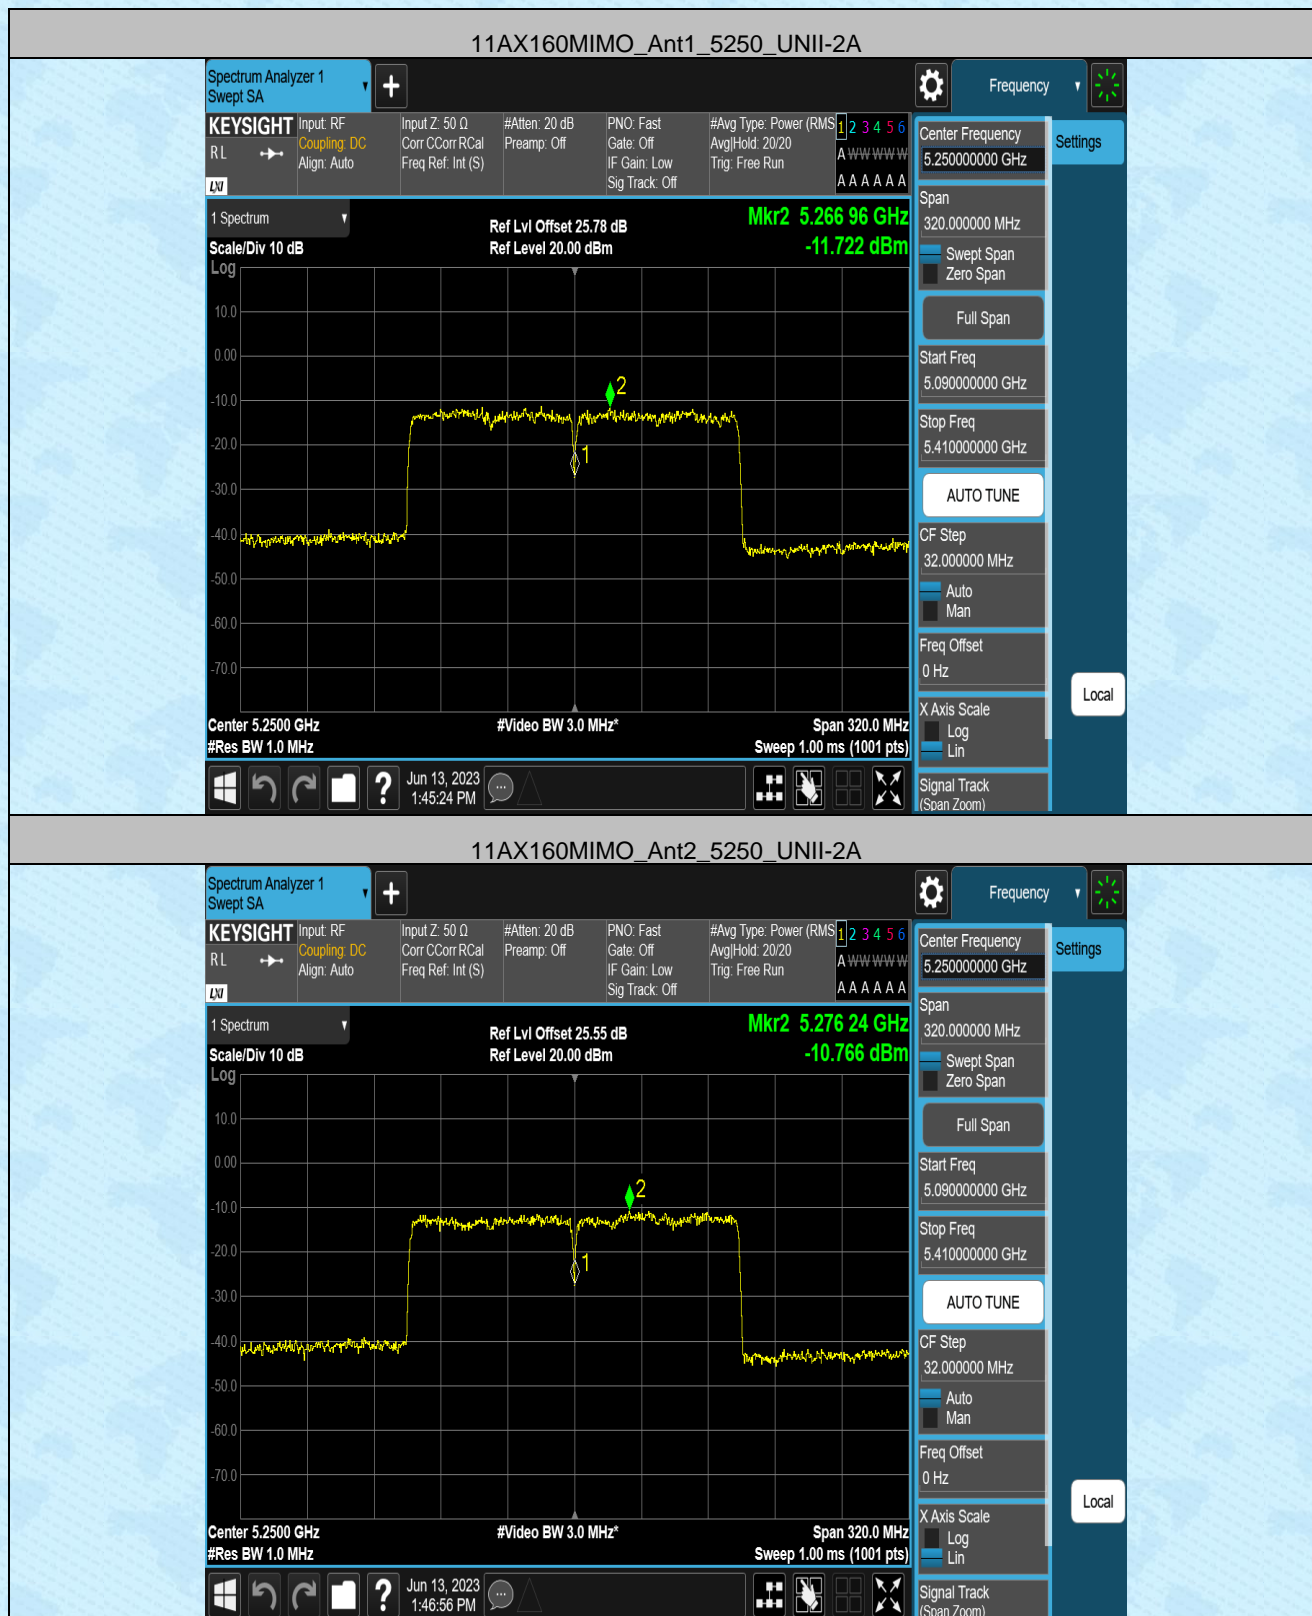 11AX160MIMO_Ant1_5250_UNII-2A
Spectrum Analyzer 1
Swept SA
Frequency
KEYSIGHT
RL
LXI
Input: RF
Coupling: DC
Align: Auto
Input Z: 50 Ω
Corr CCorr RCal
Freq Ref: Int (S)
#Atten: 20 dB
Preamp: Off
PNO: Fast
Gate: Off
IF Gain: Low
Sig Track: Off
#Avg Type: Power (RMS
Avg|Hold: 20/20
Trig: Free Run
1 2 3 4 5 6
A W W W W W
A A A A A A
1 Spectrum
Scale/Div 10 dB
Ref Lvl Offset 25.78 dB
Ref Level 20.00 dBm
Mkr2 5.266 96 GHz
-11.722 dBm
Log
10.0
0.00
-10.0
-20.0
-30.0
-40.0
-50.0
-60.0
-70.0
2
1
Center 5.2500 GHz
#Res BW 1.0 MHz
#Video BW 3.0 MHz*
Span 320.0 MHz
Sweep 1.00 ms (1001 pts)
Jun 13, 2023
1:45:24 PM
Center Frequency
5.250000000 GHz
Settings
Span
320.000000 MHz
Swept Span
Zero Span
Full Span
Start Freq
5.090000000 GHz
Stop Freq
5.410000000 GHz
AUTO TUNE
CF Step
32.000000 MHz
Auto
Man
Freq Offset
0 Hz
X Axis Scale
Log
Lin
Local
Signal Track
(Span Zoom)
11AX160MIMO_Ant2_5250_UNII-2A
Spectrum Analyzer 1
Swept SA
Frequency
KEYSIGHT
RL
LXI
Input: RF
Coupling: DC
Align: Auto
Input Z: 50 Ω
Corr CCorr RCal
Freq Ref: Int (S)
#Atten: 20 dB
Preamp: Off
PNO: Fast
Gate: Off
IF Gain: Low
Sig Track: Off
#Avg Type: Power (RMS
Avg|Hold: 20/20
Trig: Free Run
1 2 3 4 5 6
A W W W W W
A A A A A A
1 Spectrum
Scale/Div 10 dB
Ref Lvl Offset 25.55 dB
Ref Level 20.00 dBm
Mkr2 5.276 24 GHz
-10.766 dBm
Log
10.0
0.00
-10.0
-20.0
-30.0
-40.0
-50.0
-60.0
-70.0
2
1
Center 5.2500 GHz
#Res BW 1.0 MHz
#Video BW 3.0 MHz*
Span 320.0 MHz
Sweep 1.00 ms (1001 pts)
Jun 13, 2023
1:46:56 PM
Center Frequency
5.250000000 GHz
Settings
Span
320.000000 MHz
Swept Span
Zero Span
Full Span
Start Freq
5.090000000 GHz
Stop Freq
5.410000000 GHz
AUTO TUNE
CF Step
32.000000 MHz
Auto
Man
Freq Offset
0 Hz
X Axis Scale
Log
Lin
Local
Signal Track
(Span Zoom)